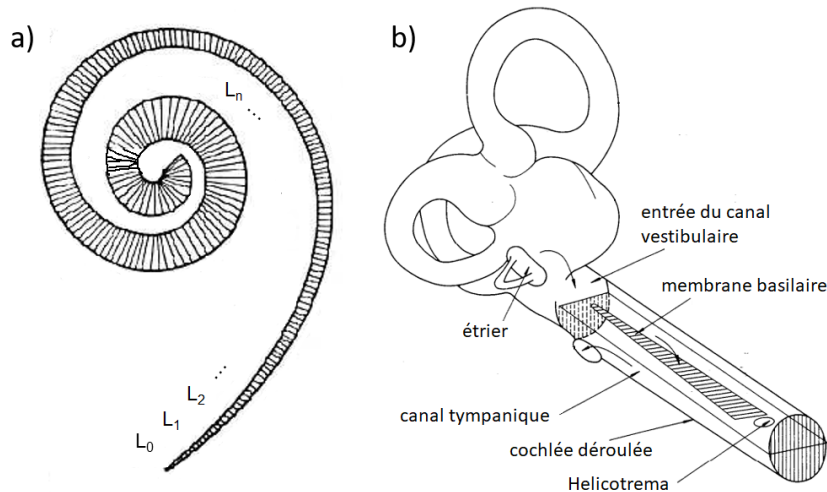 a)
L₀
L₁
L₂
...
Lₙ
...
b)
entrée du canal
vestibulaire
membrane basilaire
étrier
canal tympanique
cochlée déroulée
Helicotrema